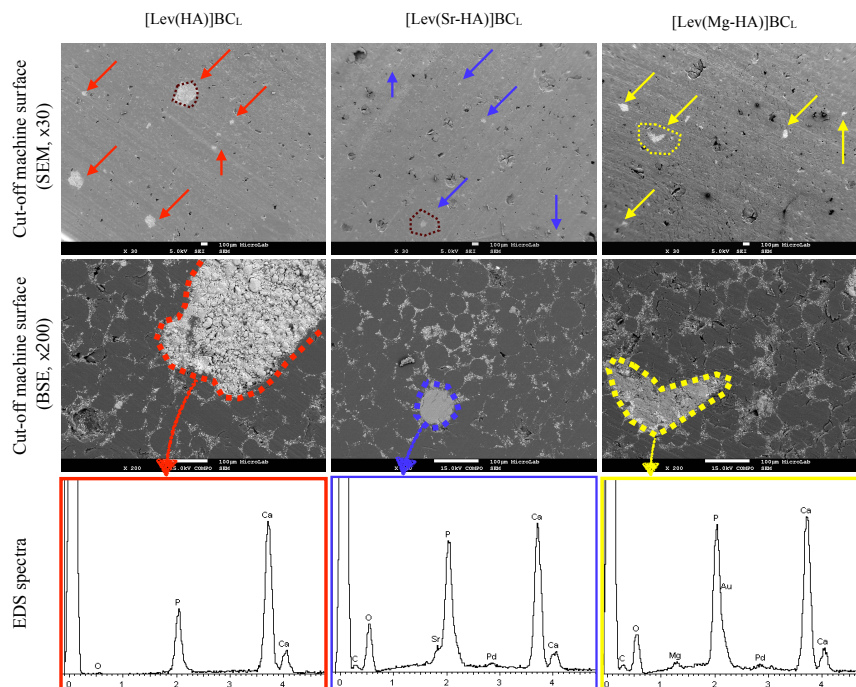 [Lev(HA)]BCL
[Lev(Sr-HA)]BCL
[Lev(Mg-HA)]BCL
Cut-off machine surface
(SEM, x30)
X 30 5.0kV SEI 100µm MicroLab
SEM
X 30 5.0kV SEI 100µm MicroLab
SEM
X 30 5.0kV SEI 100µm MicroLab
SEM
Cut-off machine surface
(BSE, x200)
X 200 15.0kV COMPO 100µm MicroLab
SEM
X 200 15.0kV COMPO 100µm MicroLab
SEM
X 200 15.0kV COMPO 100µm MicroLab
SEM
EDS spectra
O P Ca Ca
0 1 2 3 4
C O Sr P Pd Ca Ca
0 1 2 3 4
C O Mg P Au Pd Ca Ca
0 1 2 3 4